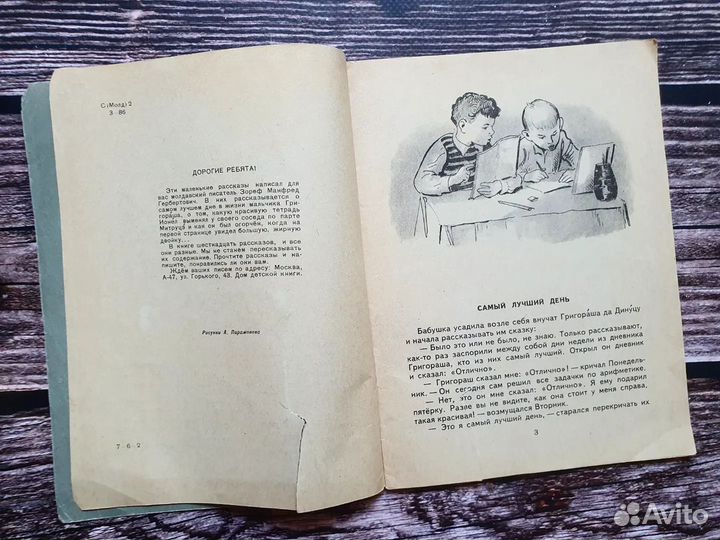 С(Молд)2
З—86
ДОРОГИЕ РЕБЯТА!
Эти маленькие рассказы написал для
вас молдавский писатель Зореф Манфред
Гербертович. В них рассказывается о
самом лучшем дне в жизни мальчика Гри-
гора́ша, о том, какую красивую тетрадь
Ионел выменял у своего соседа по парте
Митруцэ́ и как он был огорчён, когда на
первой странице увидел большую, жирную
двойку...
В книге шестнадцать рассказов, и все
они разные. Мы не станем пересказывать
их содержание. Прочтите рассказы и на-
пишите, понравились ли они вам.
Ждём ваших писем по адресу: Москва,
А-47, ул. Горького, 43. Дом детской книги.
Рисунки А. Парамонова
7—6—2
САМЫЙ ЛУЧШИЙ ДЕНЬ
Бабушка усадила возле себя внучат Григора́ша да Дину́цу
и начала рассказывать им сказку:
— Было это или не было, не знаю. Только рассказывают,
как-то раз заспорили между собой дни недели из дневника
Григораша, кто из них самый лучший. Открыл он дневник
и сказал: «Отлично».
— Григораш сказал мне: «Отлично»! — кричал Понедель-
ник. — Он сегодня сам решил все задачки по арифметике.
— Нет, это он мне сказал: «Отлично». Я ему подарил
пятёрку. Разве вы не видите, как она стоит у меня справа,
такая красивая! — возмущался Вторник.
— Это я самый лучший день, — старался перекричать их
3
Avito